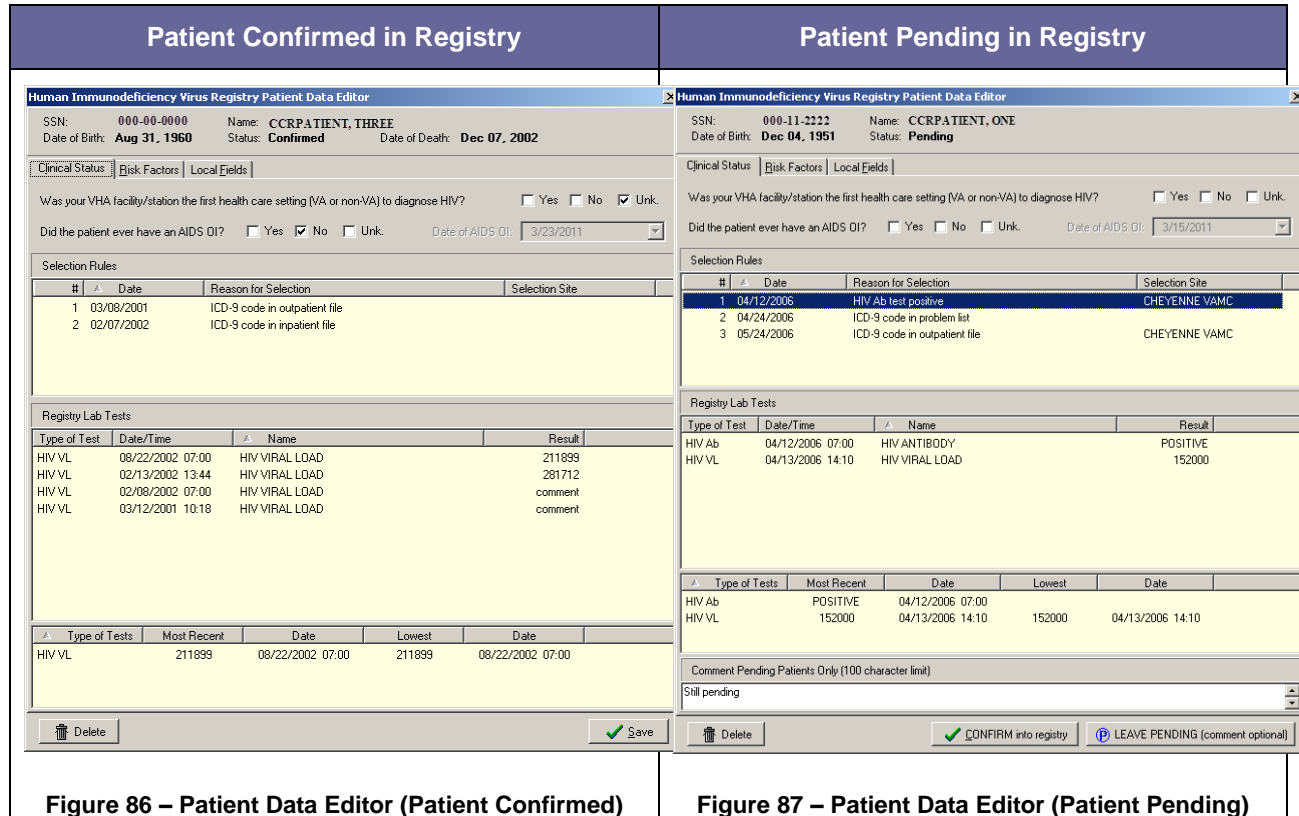 Patient Confirmed in Registry
Human Immunodeficiency Virus Registry Patient Data Editor
SSN: 000-00-0000 Name: CCRPATIENT, THREE
Date of Birth: Aug 31, 1960 Status: Confirmed Date of Death: Dec 07, 2002
Clinical Status Risk Factors Local Fields
Was your VHA facility/station the first health care setting (VA or non-VA) to diagnose HIV? Yes No Unk.
Did the patient ever have an AIDS OI? Yes No Unk. Date of AIDS OI: 3/23/2011
Selection Rules
# Date Reason for Selection Selection Site
1 03/08/2001 ICD-9 code in outpatient file
2 02/07/2002 ICD-9 code in inpatient file
Registry Lab Tests
Type of Test Date/Time Name Result
HIV VL 08/22/2002 07:00 HIV VIRAL LOAD 211899
HIV VL 02/13/2002 13:44 HIV VIRAL LOAD 281712
HIV VL 02/08/2002 07:00 HIV VIRAL LOAD comment
HIV VL 03/12/2001 10:18 HIV VIRAL LOAD comment
Type of Tests Most Recent Date Lowest Date
HIV VL 211899 08/22/2002 07:00 211899 08/22/2002 07:00
Delete Save
Figure 86 – Patient Data Editor (Patient Confirmed)
Patient Pending in Registry
Human Immunodeficiency Virus Registry Patient Data Editor
SSN: 000-11-2222 Name: CCRPATIENT, ONE
Date of Birth: Dec 04, 1951 Status: Pending
Clinical Status Risk Factors Local Fields
Was your VHA facility/station the first health care setting (VA or non-VA) to diagnose HIV? Yes No Unk.
Did the patient ever have an AIDS OI? Yes No Unk. Date of AIDS OI: 3/15/2011
Selection Rules
# Date Reason for Selection Selection Site
1 04/12/2006 HIV Ab test positive CHEYENNE VAMC
2 04/24/2006 ICD-9 code in problem list
3 05/24/2006 ICD-9 code in outpatient file CHEYENNE VAMC
Registry Lab Tests
Type of Test Date/Time Name Result
HIV Ab 04/12/2006 07:00 HIV ANTIBODY POSITIVE
HIV VL 04/13/2006 14:10 HIV VIRAL LOAD 152000
Type of Tests Most Recent Date Lowest Date
HIV Ab POSITIVE 04/12/2006 07:00
HIV VL 152000 04/13/2006 14:10 152000 04/13/2006 14:10
Comment Pending Patients Only (100 character limit)
Still pending
Delete CONFIRM into registry P LEAVE PENDING (comment optional)
Figure 87 – Patient Data Editor (Patient Pending)